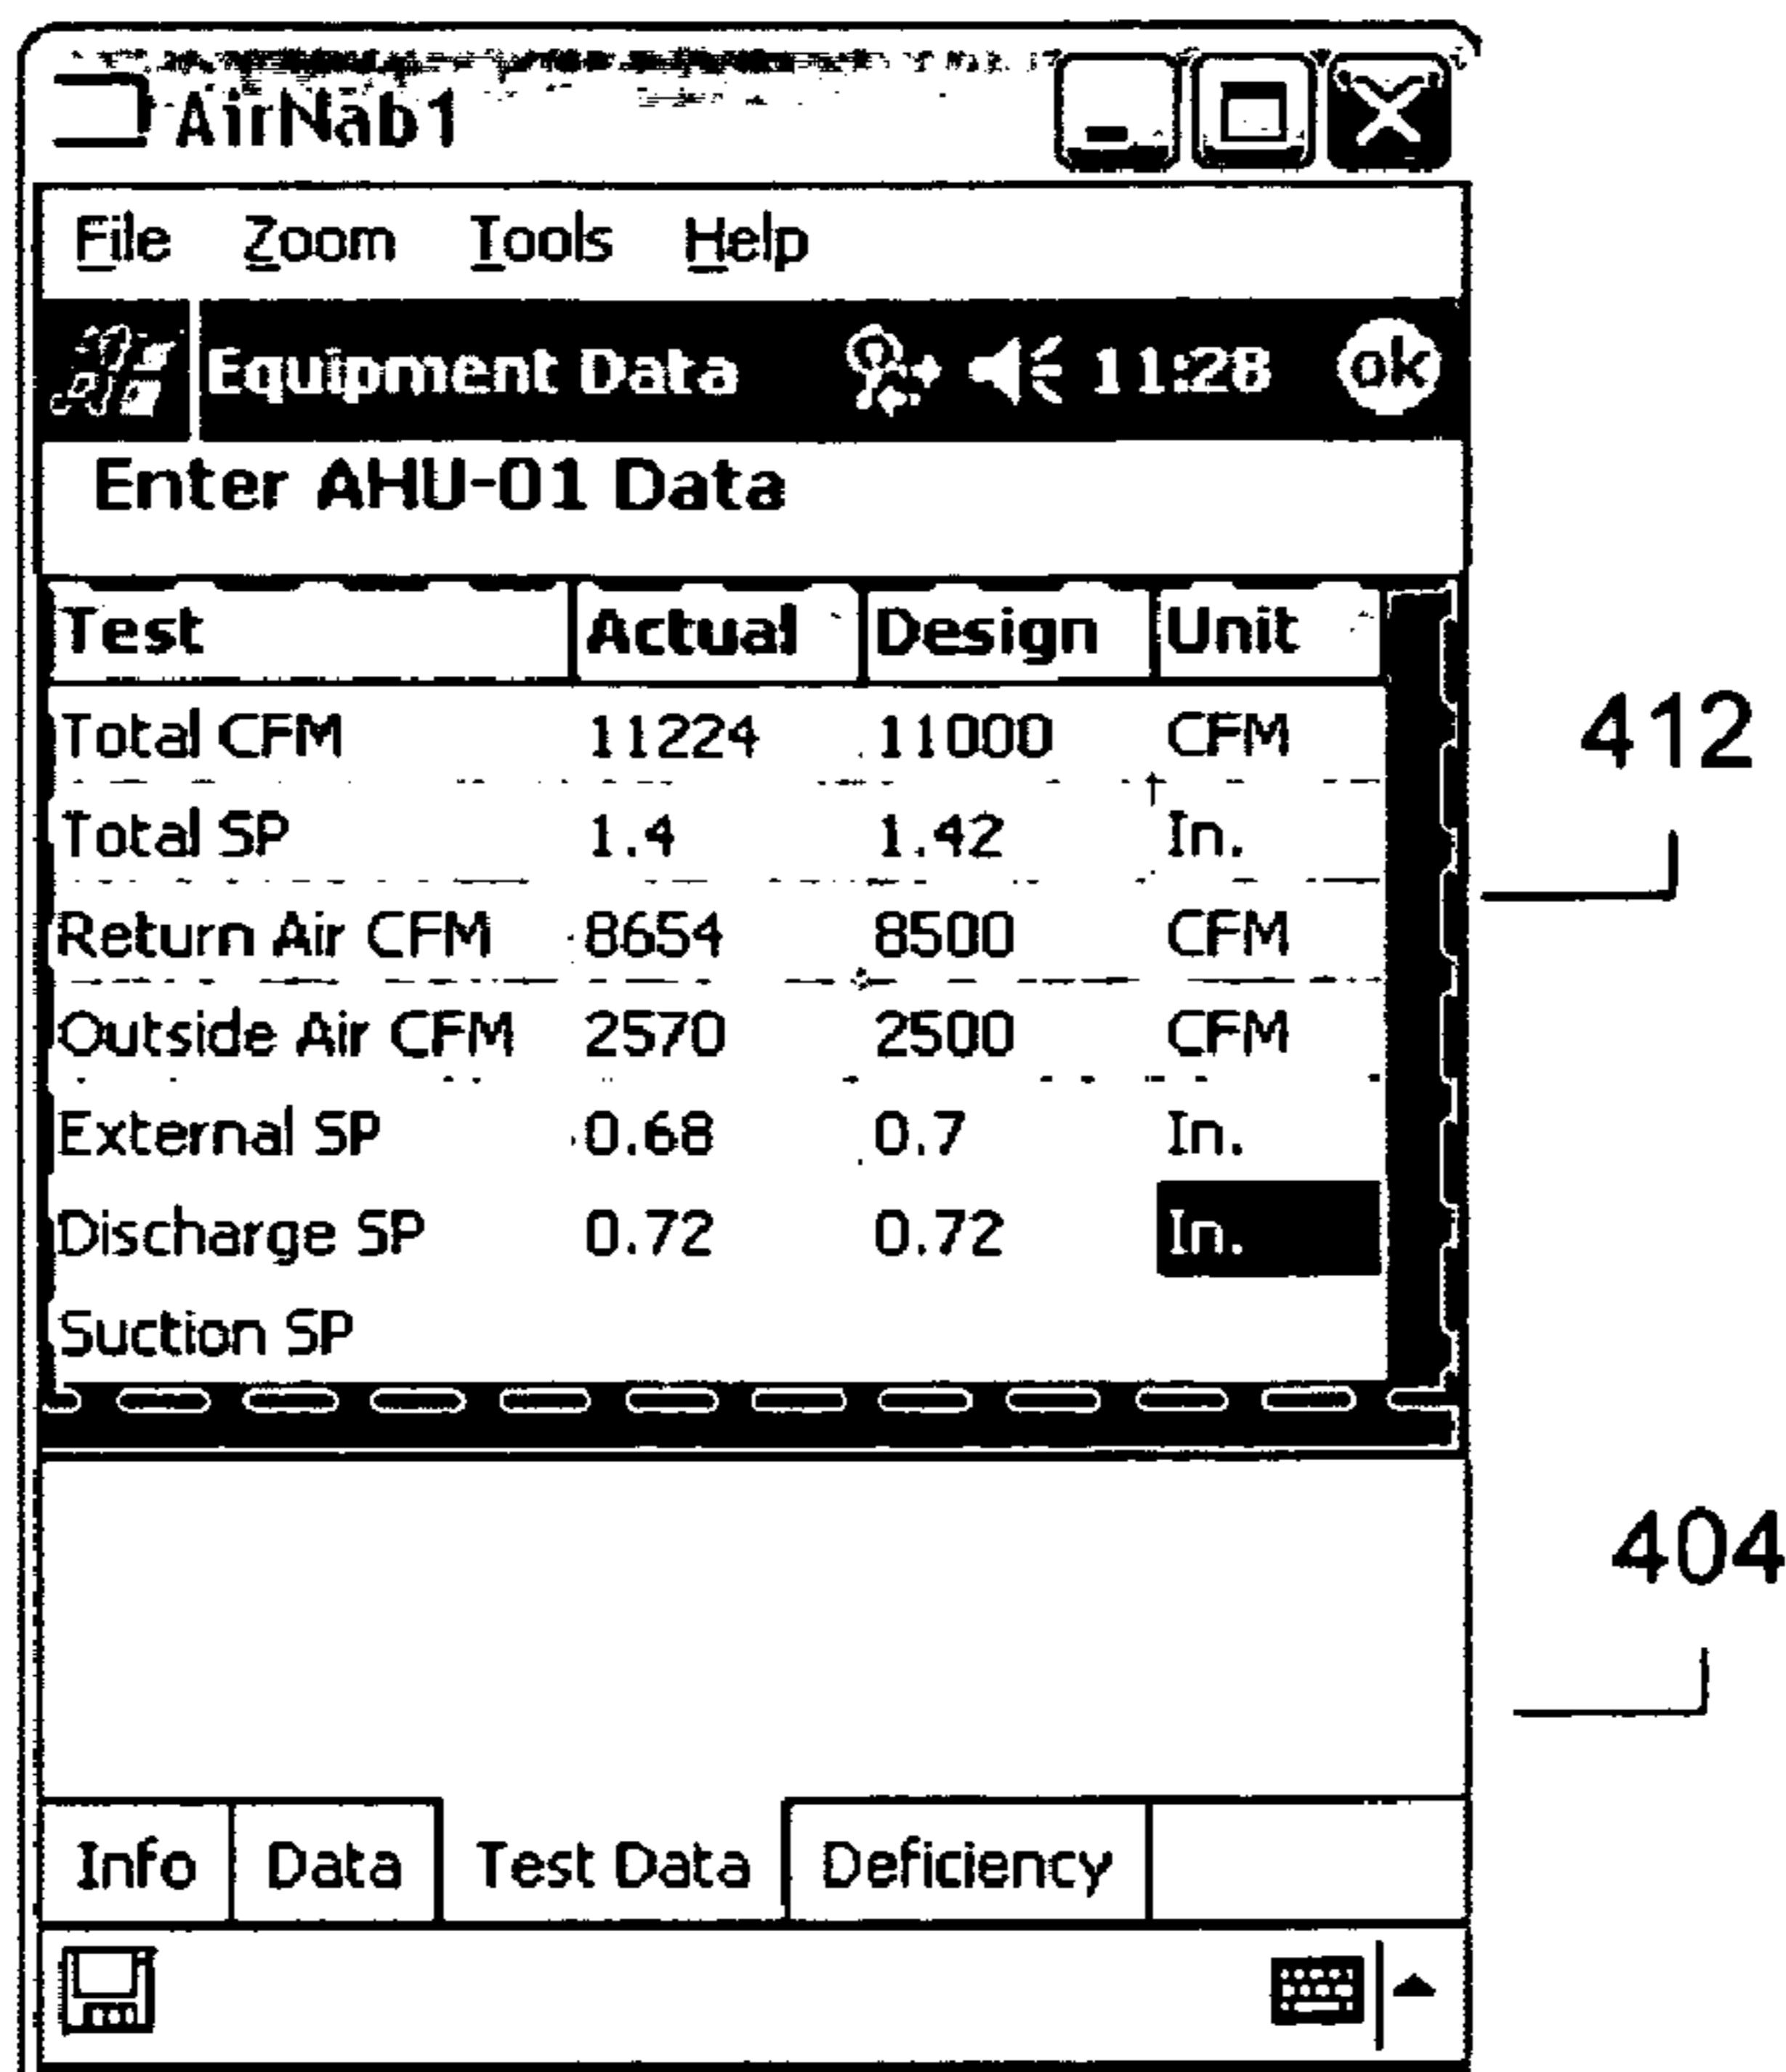 AirNab1
File Zoom Tools Help
Equipment Data 11:28 ok
Enter AHU-01 Data
Test Actual Design Unit
Total CFM 11224 11000 CFM
412
Total SP 1.4 1.42 In.
Return Air CFM 8654 8500 CFM
Outside Air CFM 2570 2500 CFM
External SP 0.68 0.7 In.
Discharge SP 0.72 0.72 In.
Suction SP
404
Info Data Test Data Deficiency